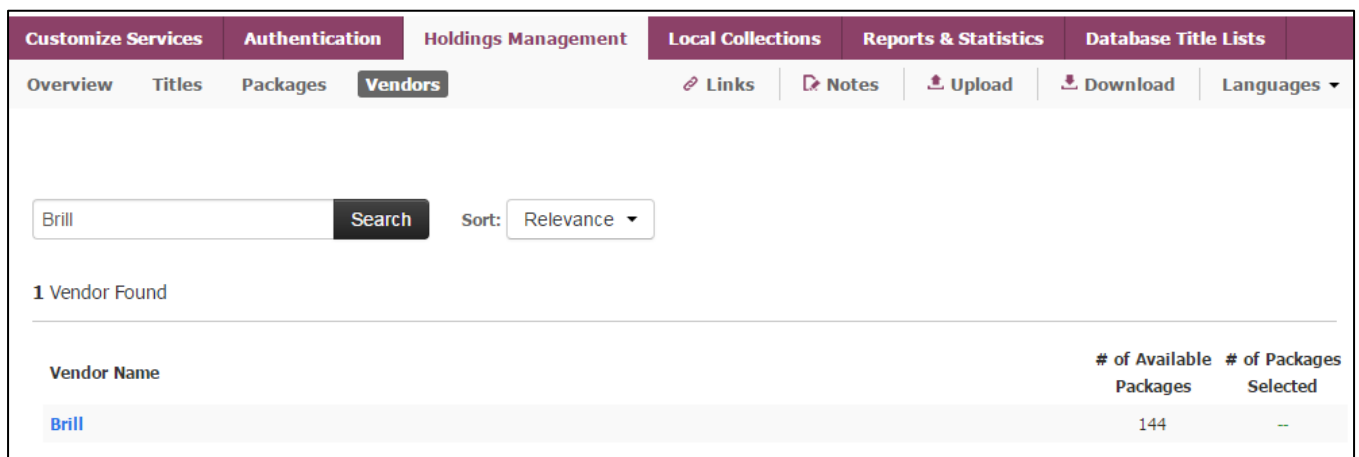 Customize Services Authentication Holdings Management Local Collections Reports & Statistics Database Title Lists
Overview Titles Packages Vendors Links Notes Upload Download Languages
Brill Search Sort: Relevance
1 Vendor Found
Vendor Name # of Available Packages # of Packages Selected
Brill 144 --